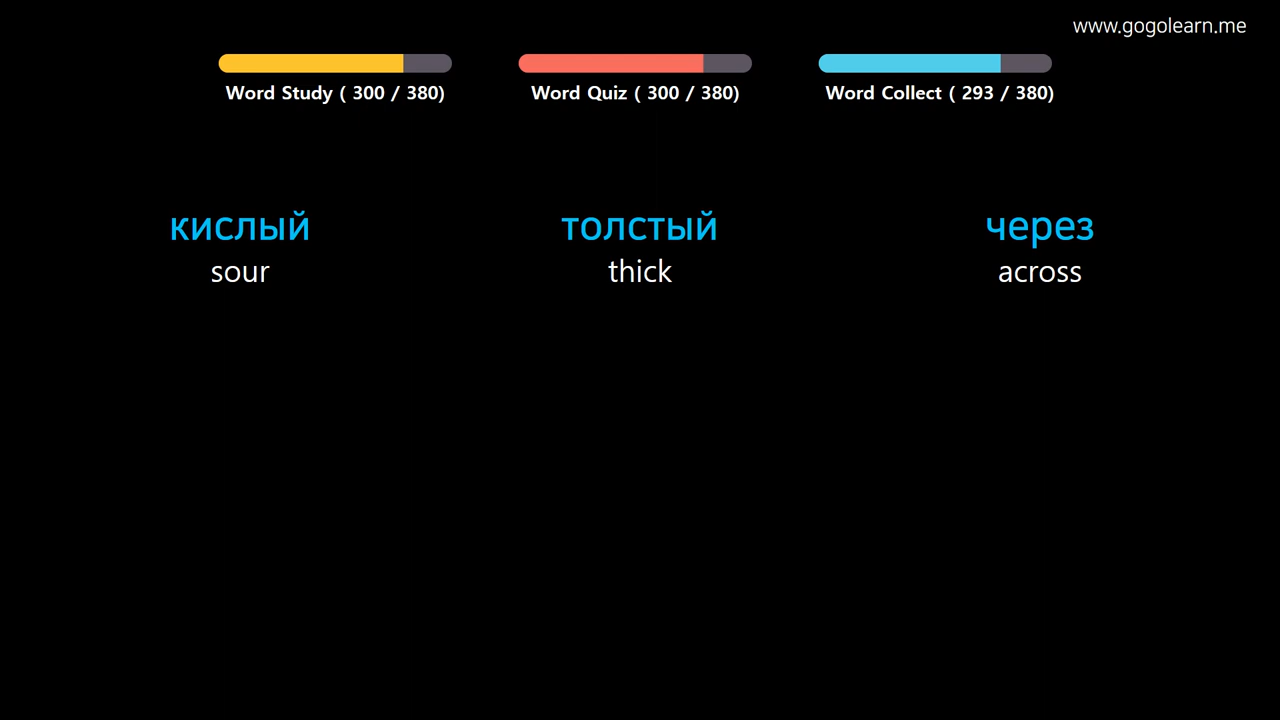 www.gogolearn.me
Word Study ( 300 / 380)
Word Quiz ( 300 / 380)
Word Collect ( 293 / 380)
кислый
sour
толстый
thick
через
across